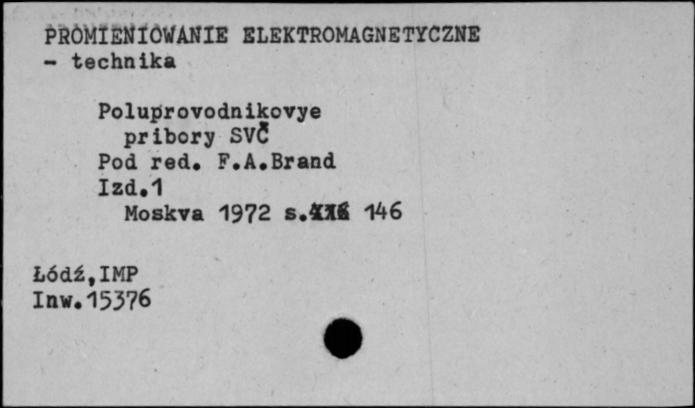 PROMIENIOWANIE ELEKTROMAGNETYCZNE
- technika
Poluprovodnikovye
pribory SVČ
Pod red. F.A.Brand
Izd.1
Moskva 1972 s. 146
Łódź,IMP
Inw.15376